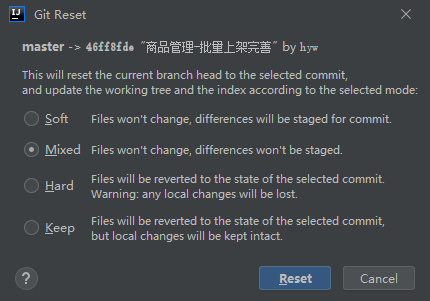 IJ Git Reset
master -> 46ff8fde "商品管理-批量上架完善" by hyw
This will reset the current branch head to the selected commit,
and update the working tree and the index according to the selected mode:
Soft Files won't change, differences will be staged for commit.
Mixed Files won't change, differences won't be staged.
Hard Files will be reverted to the state of the selected commit.
Warning: any local changes will be lost.
Keep Files will be reverted to the state of the selected commit,
but local changes will be kept intact.
? Reset Cancel